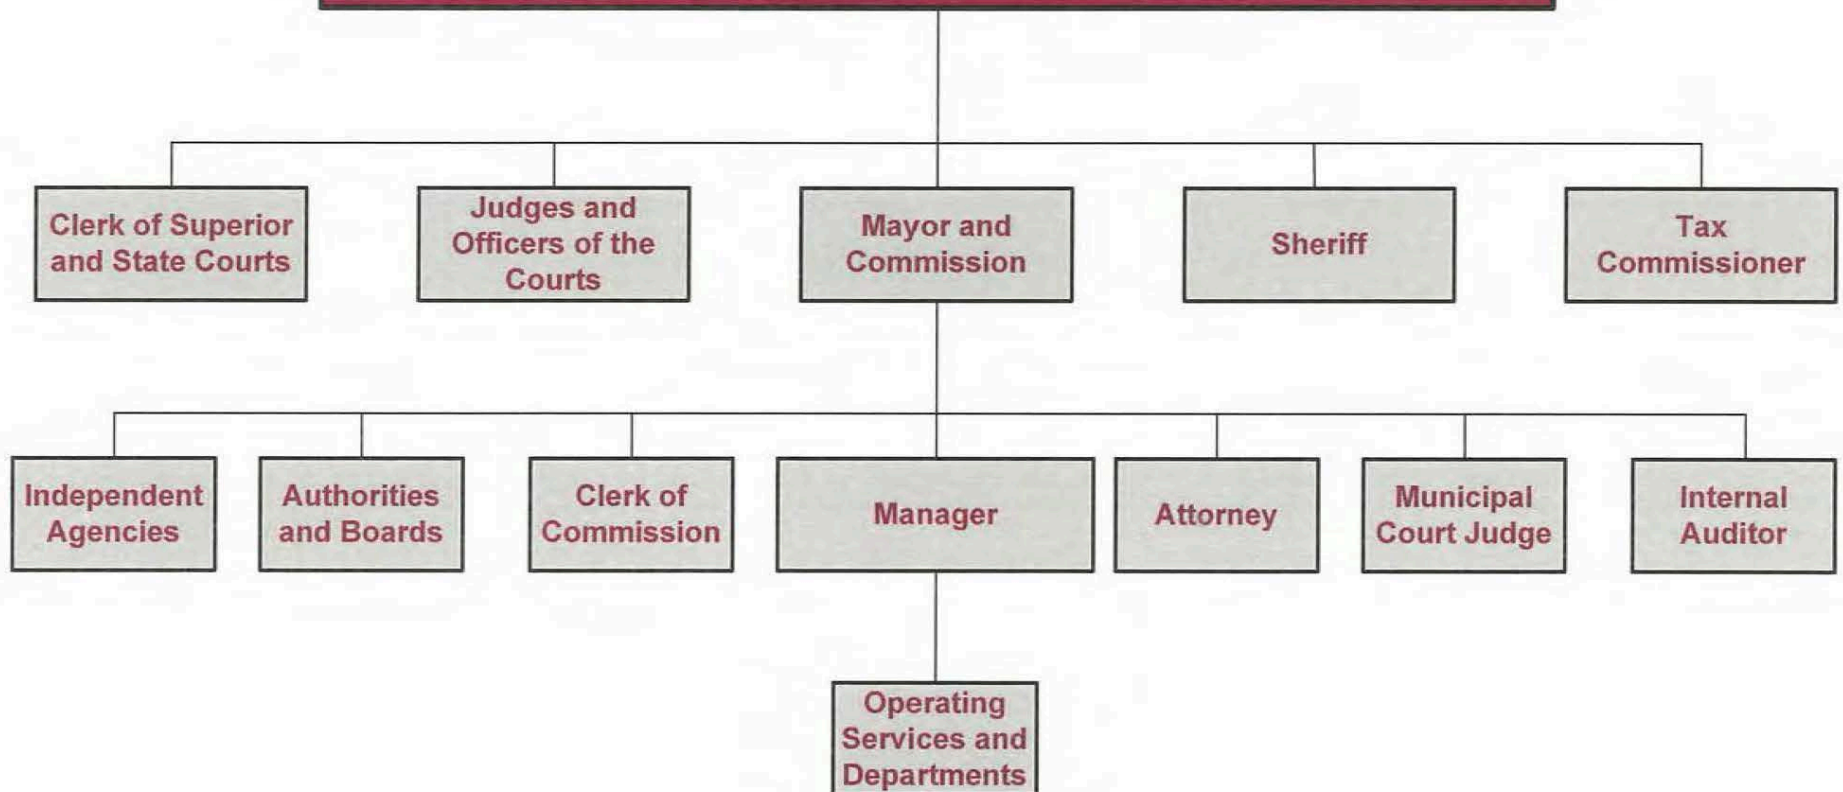 Clerk of Superior
and State Courts
Judges and
Officers of the
Courts
Mayor and
Commission
Sheriff
Tax
Commissioner
Independent
Agencies
Authorities
and Boards
Clerk of
Commission
Manager
Attorney
Municipal
Court Judge
Internal
Auditor
Operating
Services and
Departments